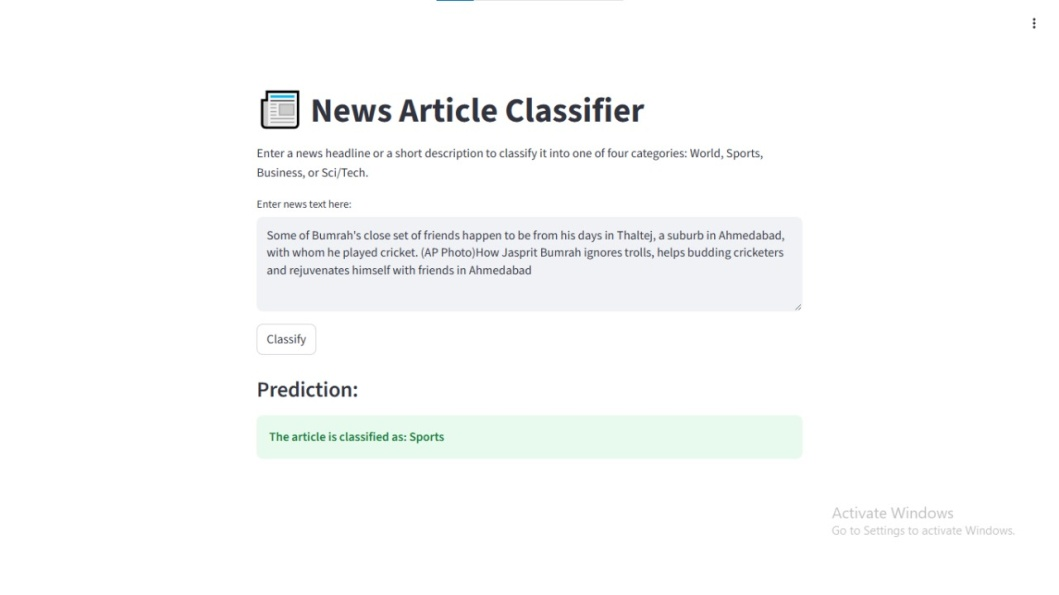 News Article Classifier
Enter a news headline or a short description to classify it into one of four categories: World, Sports,
Business, or Sci/Tech.
Enter news text here:
Some of Bumrah's close set of friends happen to be from his days in Thaltej, a suburb in Ahmedabad,
with whom he played cricket. (AP Photo)How Jasprit Bumrah ignores trolls, helps budding cricketers
and rejuvenates himself with friends in Ahmedabad
Classify
Prediction:
The article is classified as: Sports
Activate Windows
Go to Settings to activate Windows.